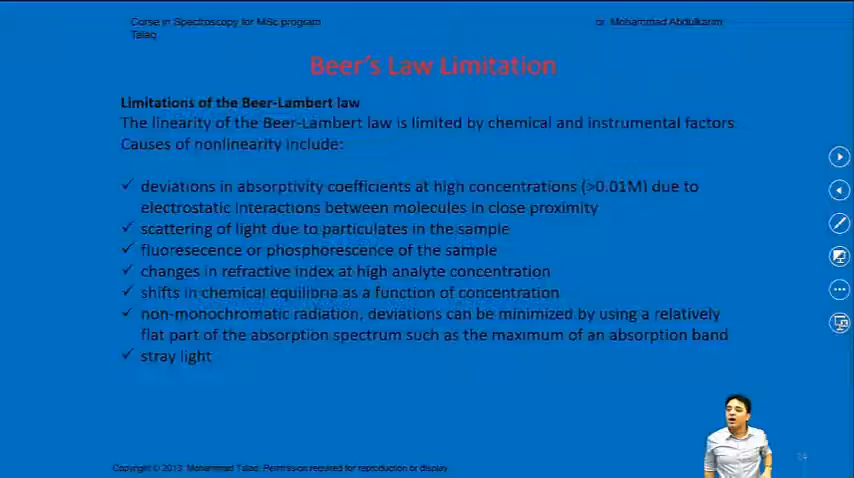 Corse in Spectroscopy for MSc program
Talaq
or. Mohammad Abdulkarim
Beer's Law Limitation
Limitations of the Beer-Lambert law
The linearity of the Beer-Lambert law is limited by chemical and instrumental factors
Causes of nonlinearity include:
✓ deviations in absorptivity coefficients at high concentrations (>0.01M) due to
electrostatic interactions between molecules in close proximity
✓ scattering of light due to particulates in the sample
✓ fluoresecence or phosphorescence of the sample
✓ changes in refractive index at high analyte concentration
✓ shifts in chemical equilibria as a function of concentration
✓ non-monochromatic radiation, deviations can be minimized by using a relatively
flat part of the absorption spectrum such as the maximum of an absorption band
✓ stray light
24
Copyright © 2013. Mohammad Talaq; Permission required for reproduction or display